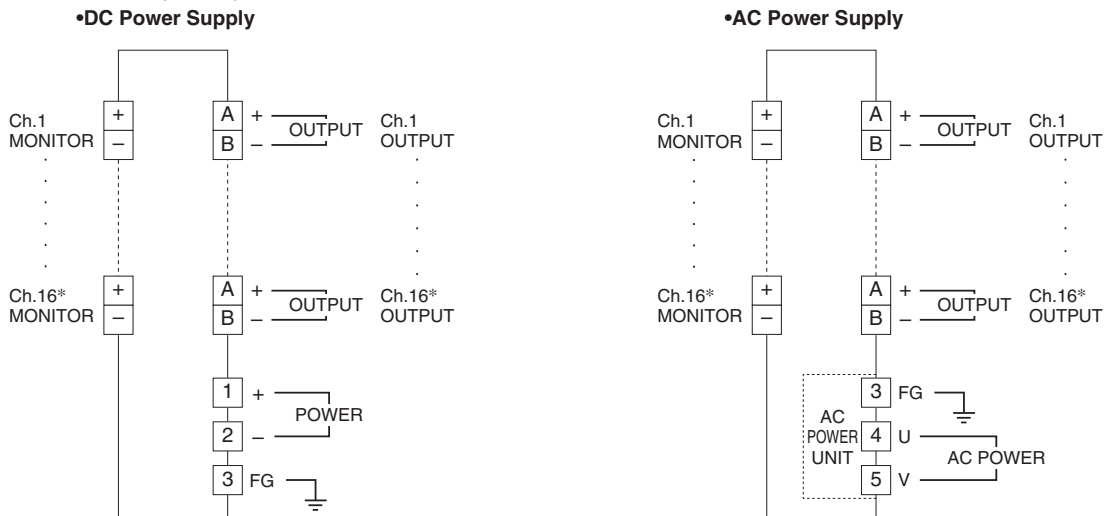 •DC Power Supply
Ch.1
MONITOR
+
–
A
B
+
–
OUTPUT
Ch.1
OUTPUT
Ch.16*
MONITOR
+
–
A
B
+
–
OUTPUT
Ch.16*
OUTPUT
1
+
POWER
2
–
3
FG
•AC Power Supply
Ch.1
MONITOR
+
–
A
B
+
–
OUTPUT
Ch.1
OUTPUT
Ch.16*
MONITOR
+
–
A
B
+
–
OUTPUT
Ch.16*
OUTPUT
AC
POWER
UNIT
3
FG
4
U
AC POWER
5
V